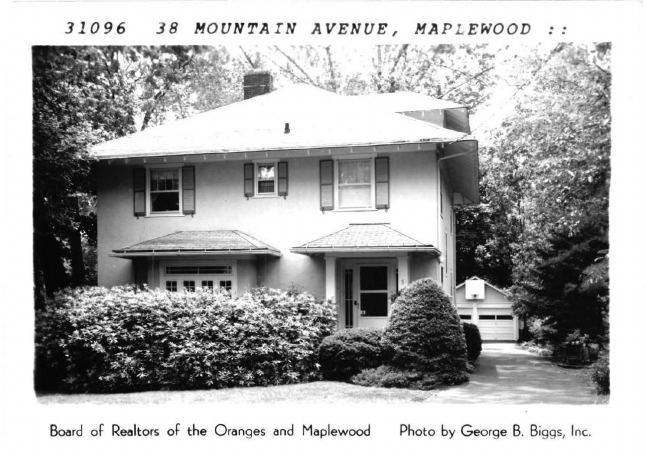 31096 38 MOUNTAIN AVENUE, MAPLEWOOD ::
Board of Realtors of the Oranges and Maplewood Photo by George B. Biggs, Inc.